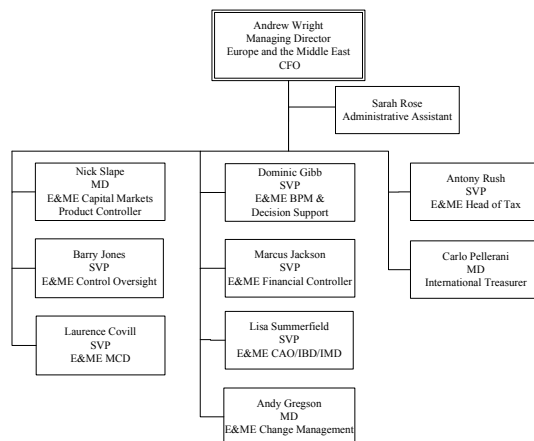 Andrew Wright
Managing Director
Europe and the Middle East
CFO
Sarah Rose
Administrative Assistant
Nick Slape
MD
E&ME Capital Markets
Product Controller
Dominic Gibb
SVP
E&ME BPM &
Decision Support
Antony Rush
SVP
E&ME Head of Tax
Barry Jones
SVP
E&ME Control Oversight
Marcus Jackson
SVP
E&ME Financial Controller
Carlo Pellerani
MD
International Treasurer
Laurence Covill
SVP
E&ME MCD
Lisa Summerfield
SVP
E&ME CAO/IBD/IMD
Andy Gregson
MD
E&ME Change Management